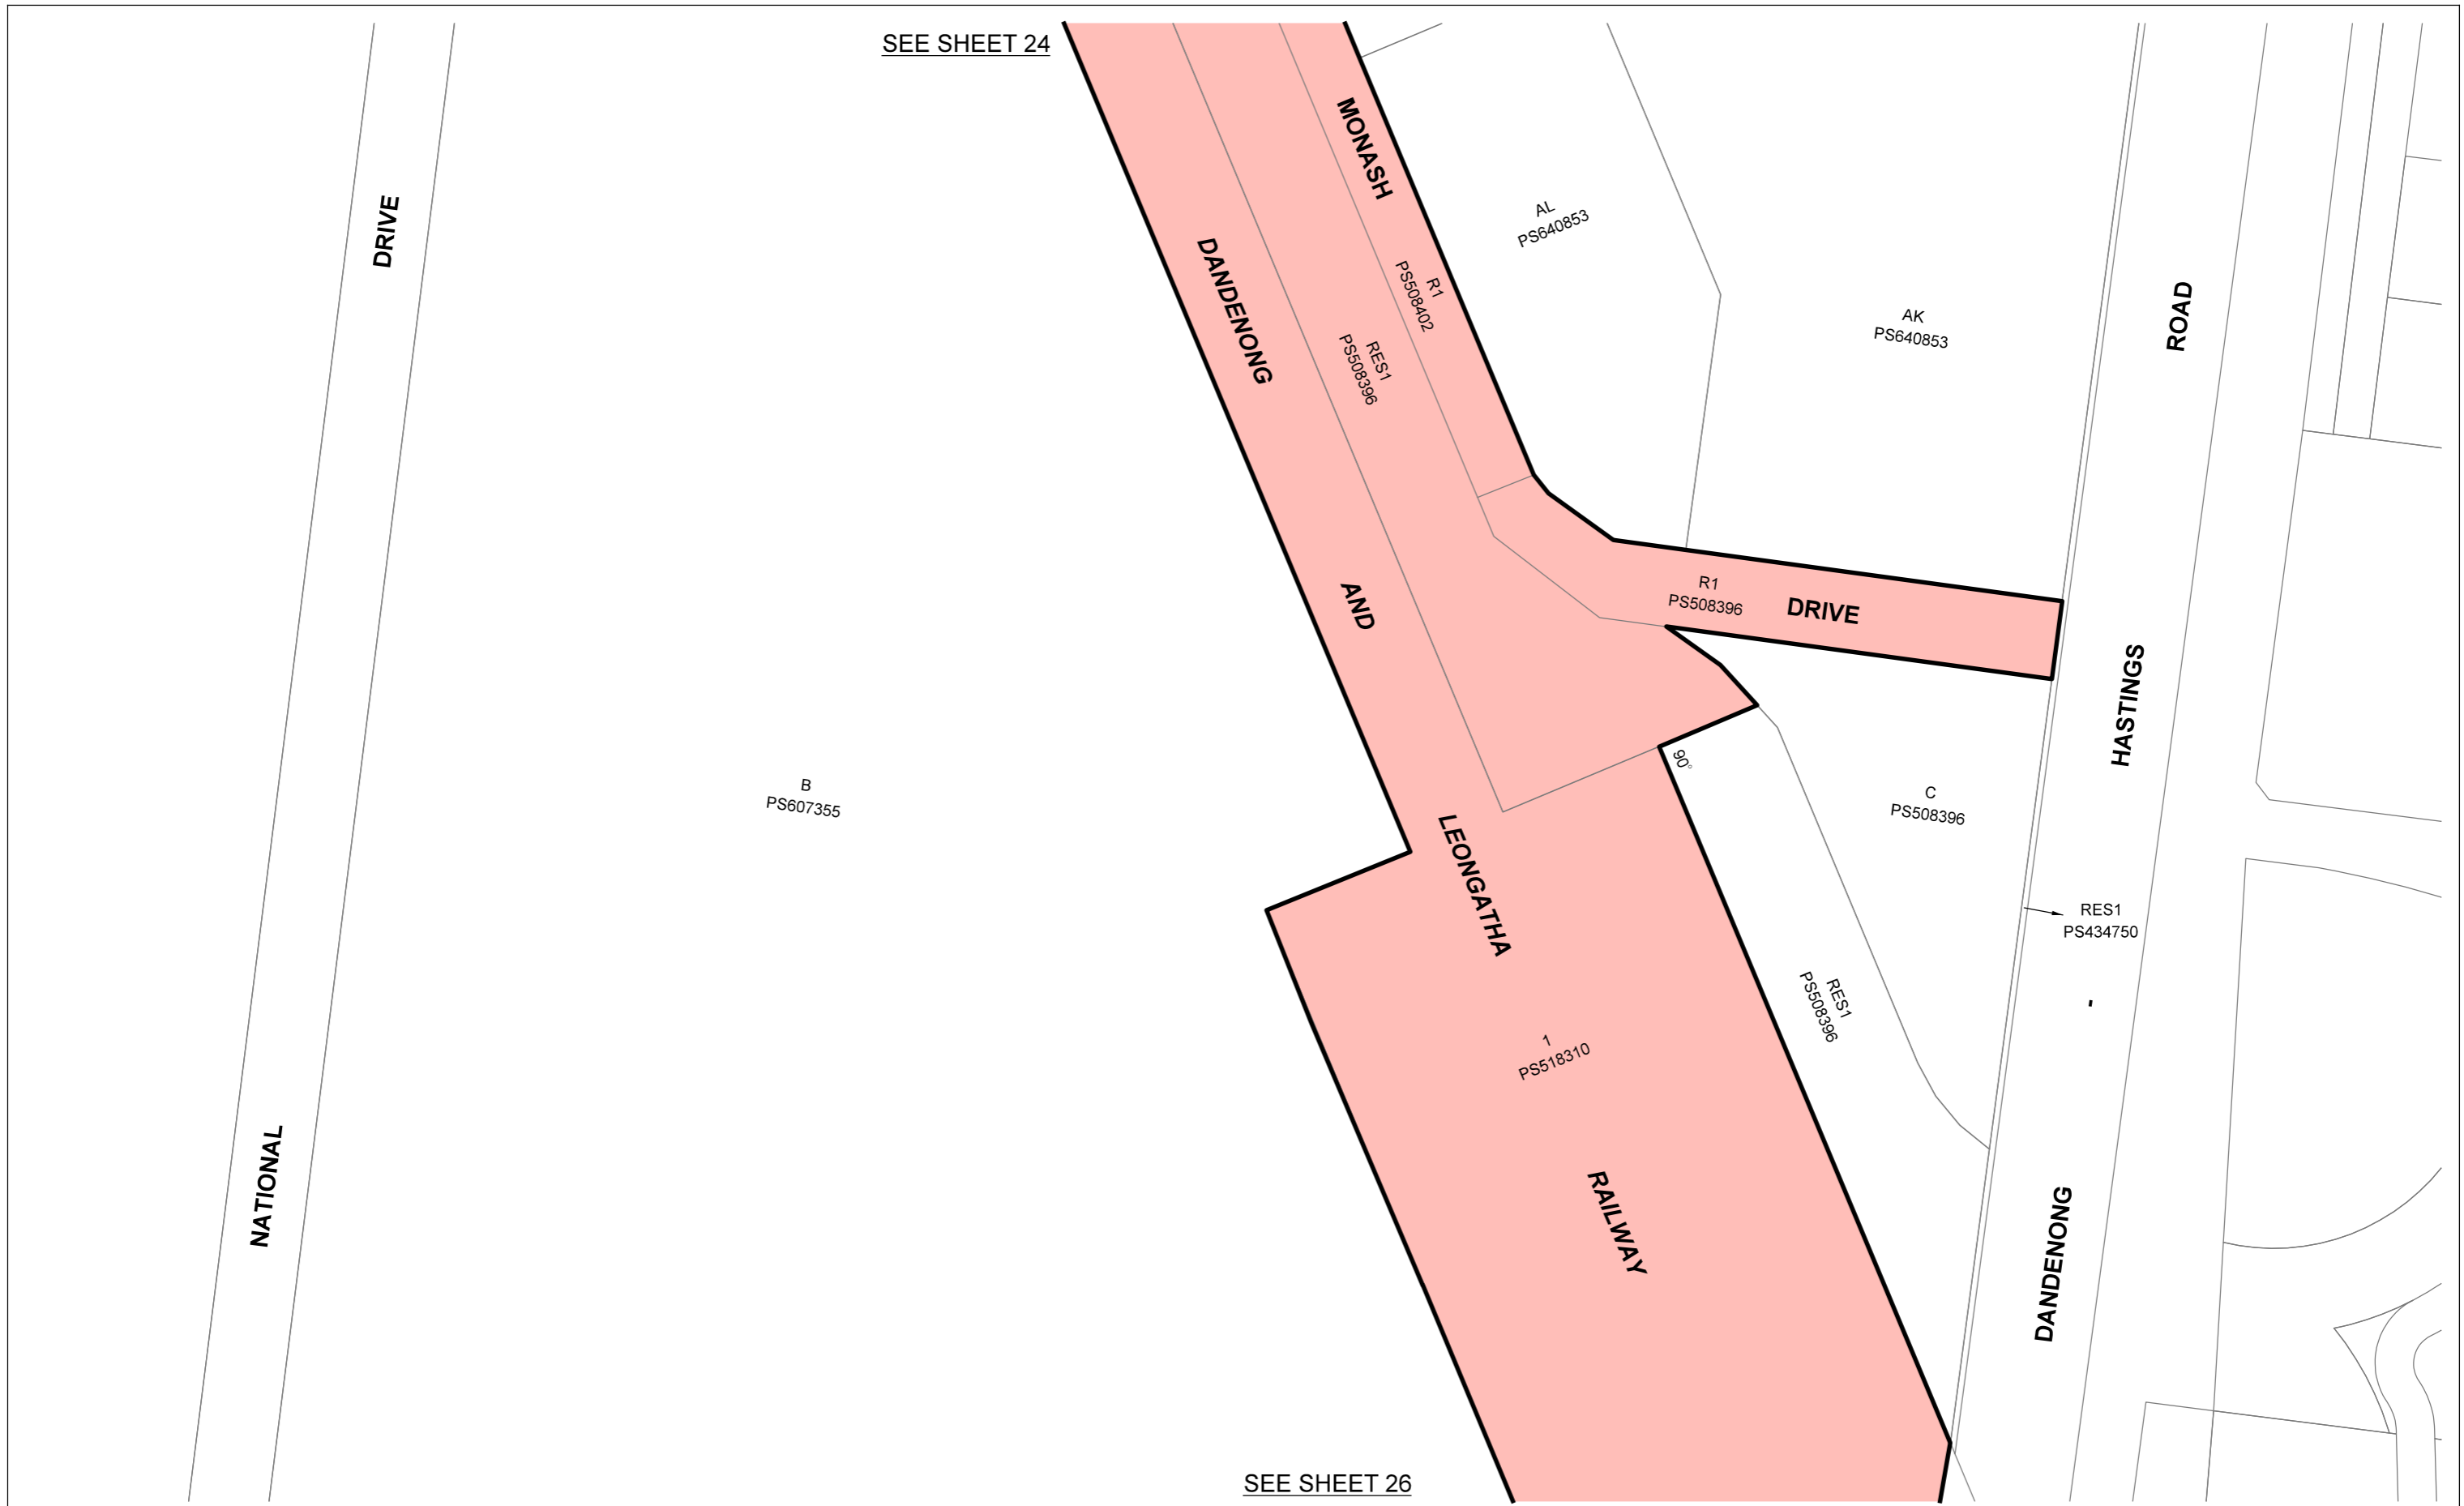 SEE SHEET 24
MONASH
DRIVE
AL
PS640853
DANDENONG
R1
PS508402
ROAD
AK
PS640853
RES1
PS508396
AND
R1
PS508396
DRIVE
HASTINGS
90°
B
PS607355
C
PS508396
LEONGATHA
RES1
PS434750
-
RES1
PS508396
1
PS518310
NATIONAL
RAILWAY
DANDENONG
SEE SHEET 26